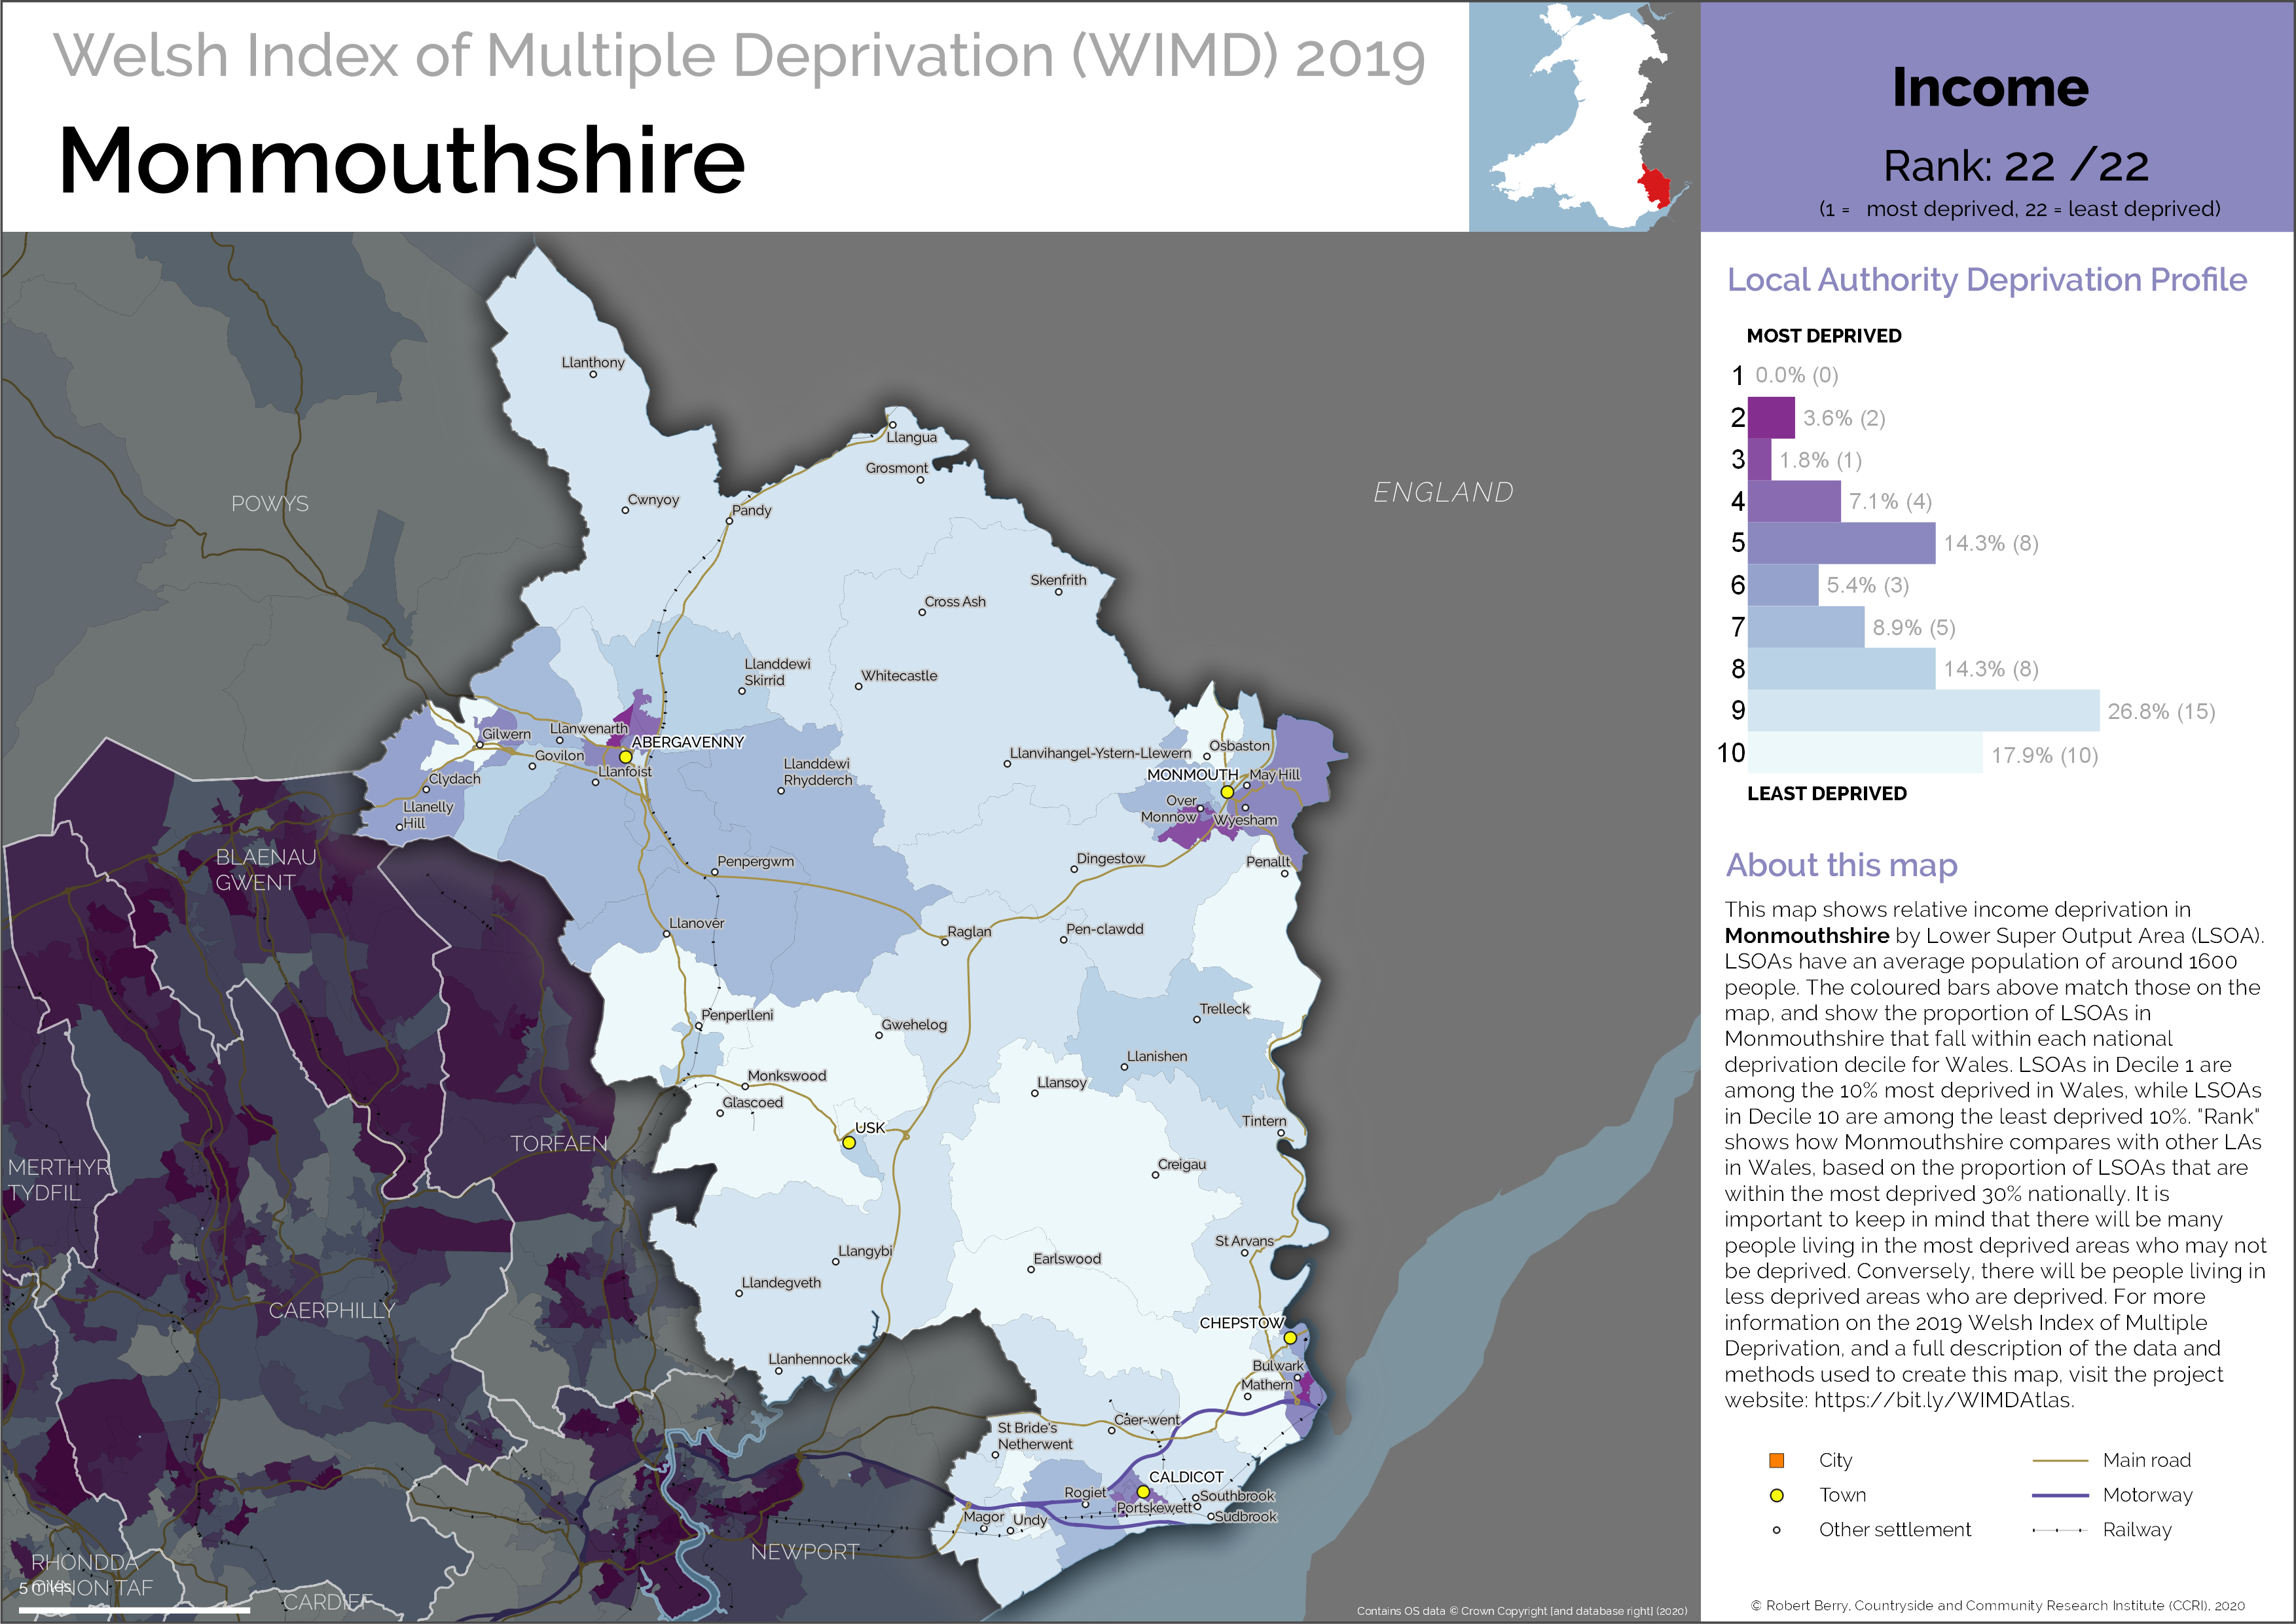 Welsh Index of Multiple Deprivation (WIMD) 2019
Monmouthshire
Income
Rank: 22 /22
(1 = most deprived, 22 = least deprived)
Local Authority Deprivation Profile
MOST DEPRIVED
1 0.0% (0)
2 3.6% (2)
3 1.8% (1)
4 7.1% (4)
5 14.3% (8)
6 5.4% (3)
7 8.9% (5)
8 14.3% (8)
9 26.8% (15)
10 17.9% (10)
LEAST DEPRIVED
About this map
This map shows relative income deprivation in
Monmouthshire by Lower Super Output Area (LSOA).
LSOAs have an average population of around 1600
people. The coloured bars above match those on the
map, and show the proportion of LSOAs in
Monmouthshire that fall within each national
deprivation decile for Wales. LSOAs in Decile 1 are
among the 10% most deprived in Wales, while LSOAs
in Decile 10 are among the least deprived 10%. "Rank"
shows how Monmouthshire compares with other LAs
in Wales, based on the proportion of LSOAs that are
within the most deprived 30% nationally. It is
important to keep in mind that there will be many
people living in the most deprived areas who may not
be deprived. Conversely, there will be people living in
less deprived areas who are deprived. For more
information on the 2019 Welsh Index of Multiple
Deprivation, and a full description of the data and
methods used to create this map, visit the project
website: https://bit.ly/WIMDAtlas.
City
Main road
Town
Motorway
Other settlement
Railway
© Robert Berry, Countryside and Community Research Institute (CCRI), 2020
Llanthony
Llangua
Grosmont
ENGLAND
POWYS
Cwnyoy
Pandy
Skenfrith
Cross Ash
Llanddewi
Skirrid
Whitecastle
Gilwern
Llanwenarth
ABERGAVENNY
Govilon
Llanfoist
Clydach
Llanelly
Hill
Llanddewi
Rhydderch
Llanvihangel-Ystern-Llewern
Osbaston
MONMOUTH
May Hill
Over
Monnow
Wyesham
BLAENAU
GWENT
Penpergwm
Dingestow
Penallt
Llanover
Raglan
Pen-clawdd
Penperlleni
Gwehelog
Trelleck
Llanishen
Monkswood
Llansoy
Glascoed
USK
Tintern
TORFAEN
MERTHYR
TYDFIL
Creigau
St Arvans
Llangybi
Earlswood
Llandegveth
CAERPHILLY
CHEPSTOW
Llanhennock
Bulwark
Mathern
Caer-went
St Bride's
Netherwent
CALDICOT
Rogiet
Southbrook
Portskewett
Sudbrook
Magor
Undy
NEWPORT
RHONDDA
CYNON TAF
5 miles
CARDIFF
Contains OS data © Crown Copyright [and database right] (2020)